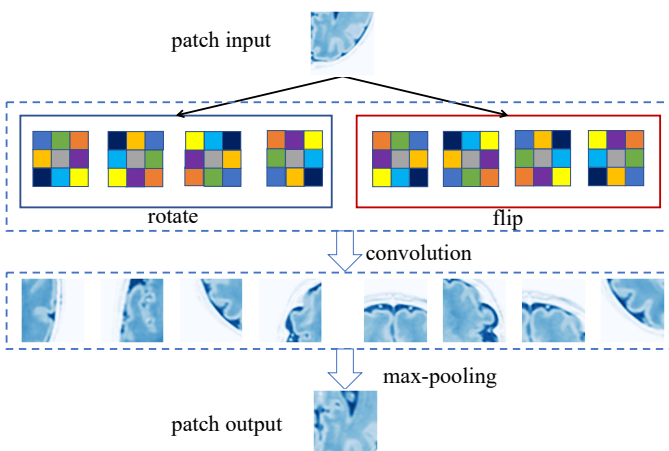 patch input
rotate
flip
convolution
max-pooling
patch output